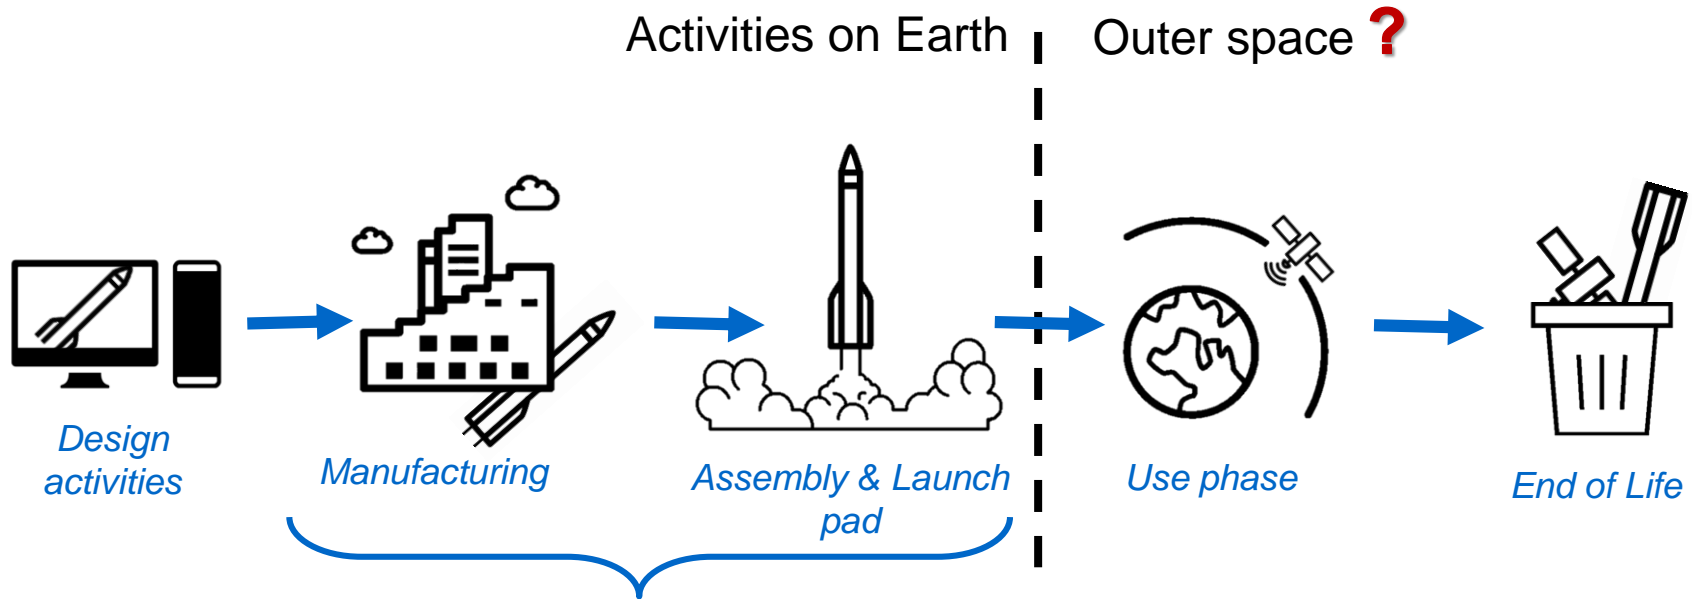 Activities on Earth
Outer space ?
Design
activities
Manufacturing
Assembly & Launch
pad
Use phase
End of Life